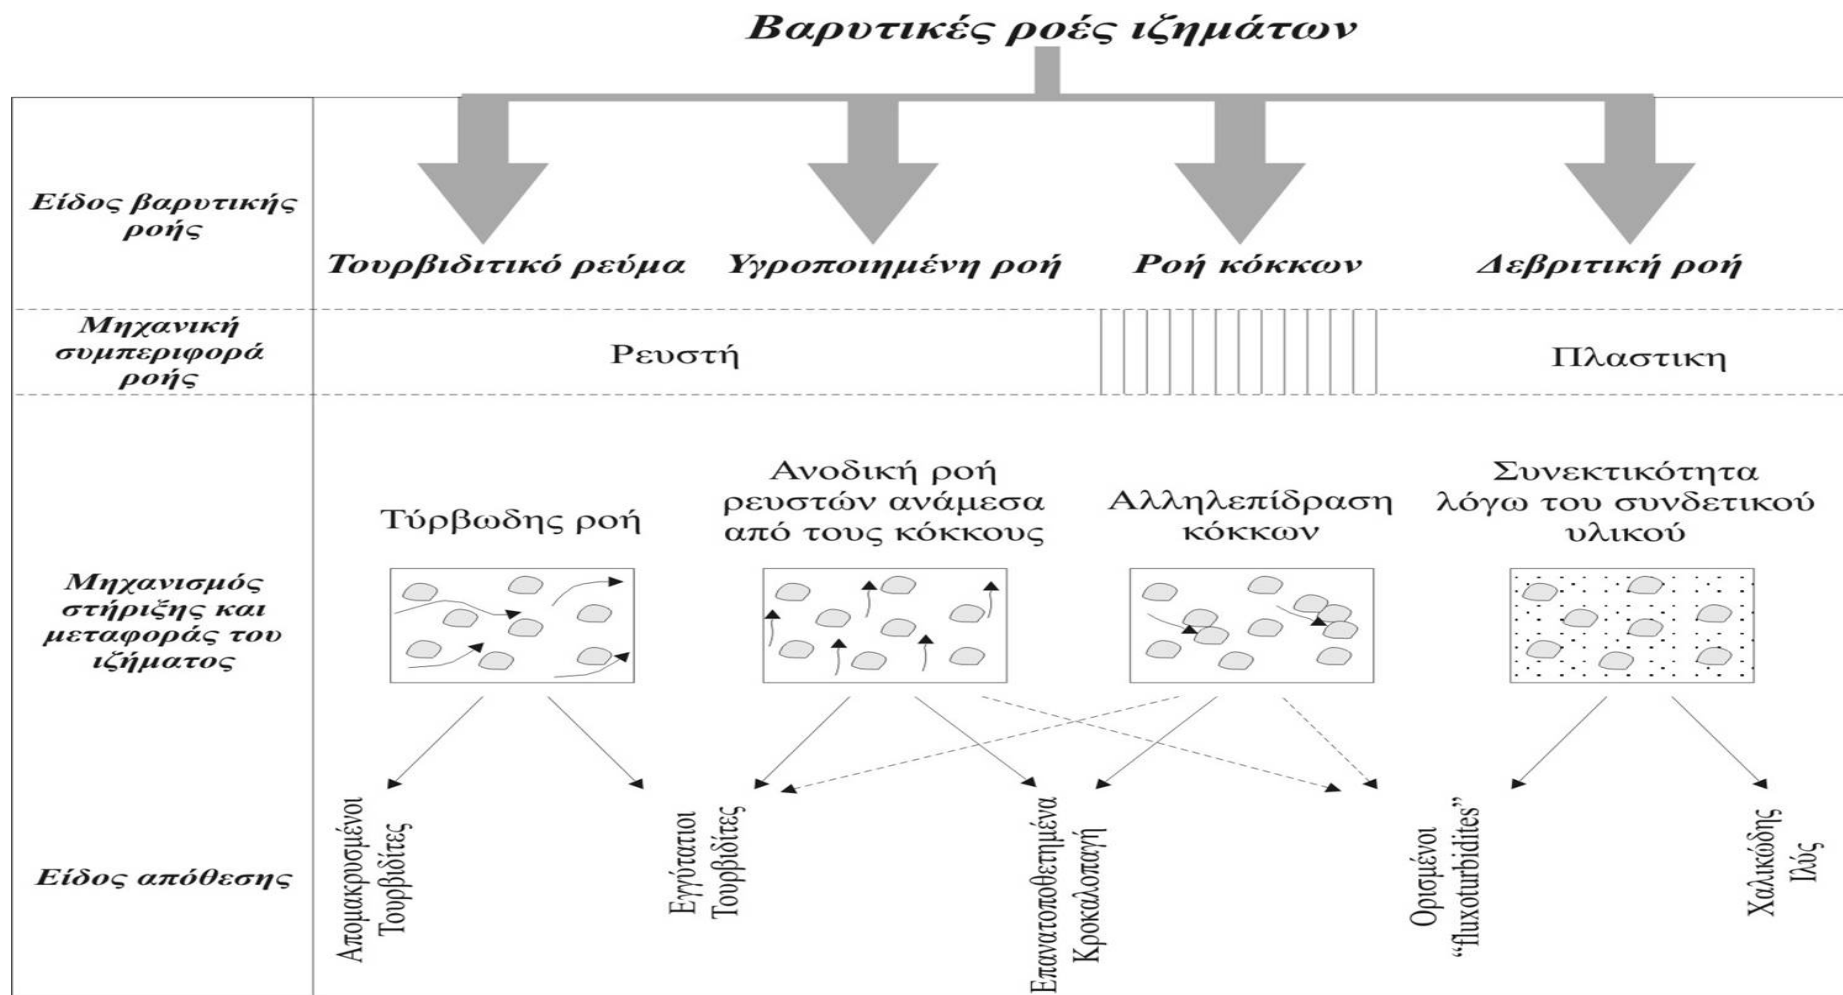 Βαρυτικές ροές ιζημάτων
Είδος βαρυτικής
ροής
Τουρβιδιτικό ρεύμα
Υγροποιημένη ροή
Ροή κόκκων
Δεβριτική ροή
Μηχανική
συμπεριφορά
ροής
Ρευστή
Πλαστικη
Μηχανισμός
στήριξης και
μεταφοράς του
ιζήματος
Τύρβωδης ροή
Ανοδική ροή
ρευστών ανάμεσα
από τους κόκκους
Αλληλεπίδραση
κόκκων
Συνεκτικότητα
λόγω του συνδετικού
υλικού
Είδος απόθεσης
Απομακρυσμένοι
Τουρβιδίτες
Εγγύτατιοι
Τουρβιδίτες
Επανατοποθετημένα
Κροκαλοπαγή
Ορισμένοι
“fluxoturbidites”
Χαλικώδης
Ιλύς